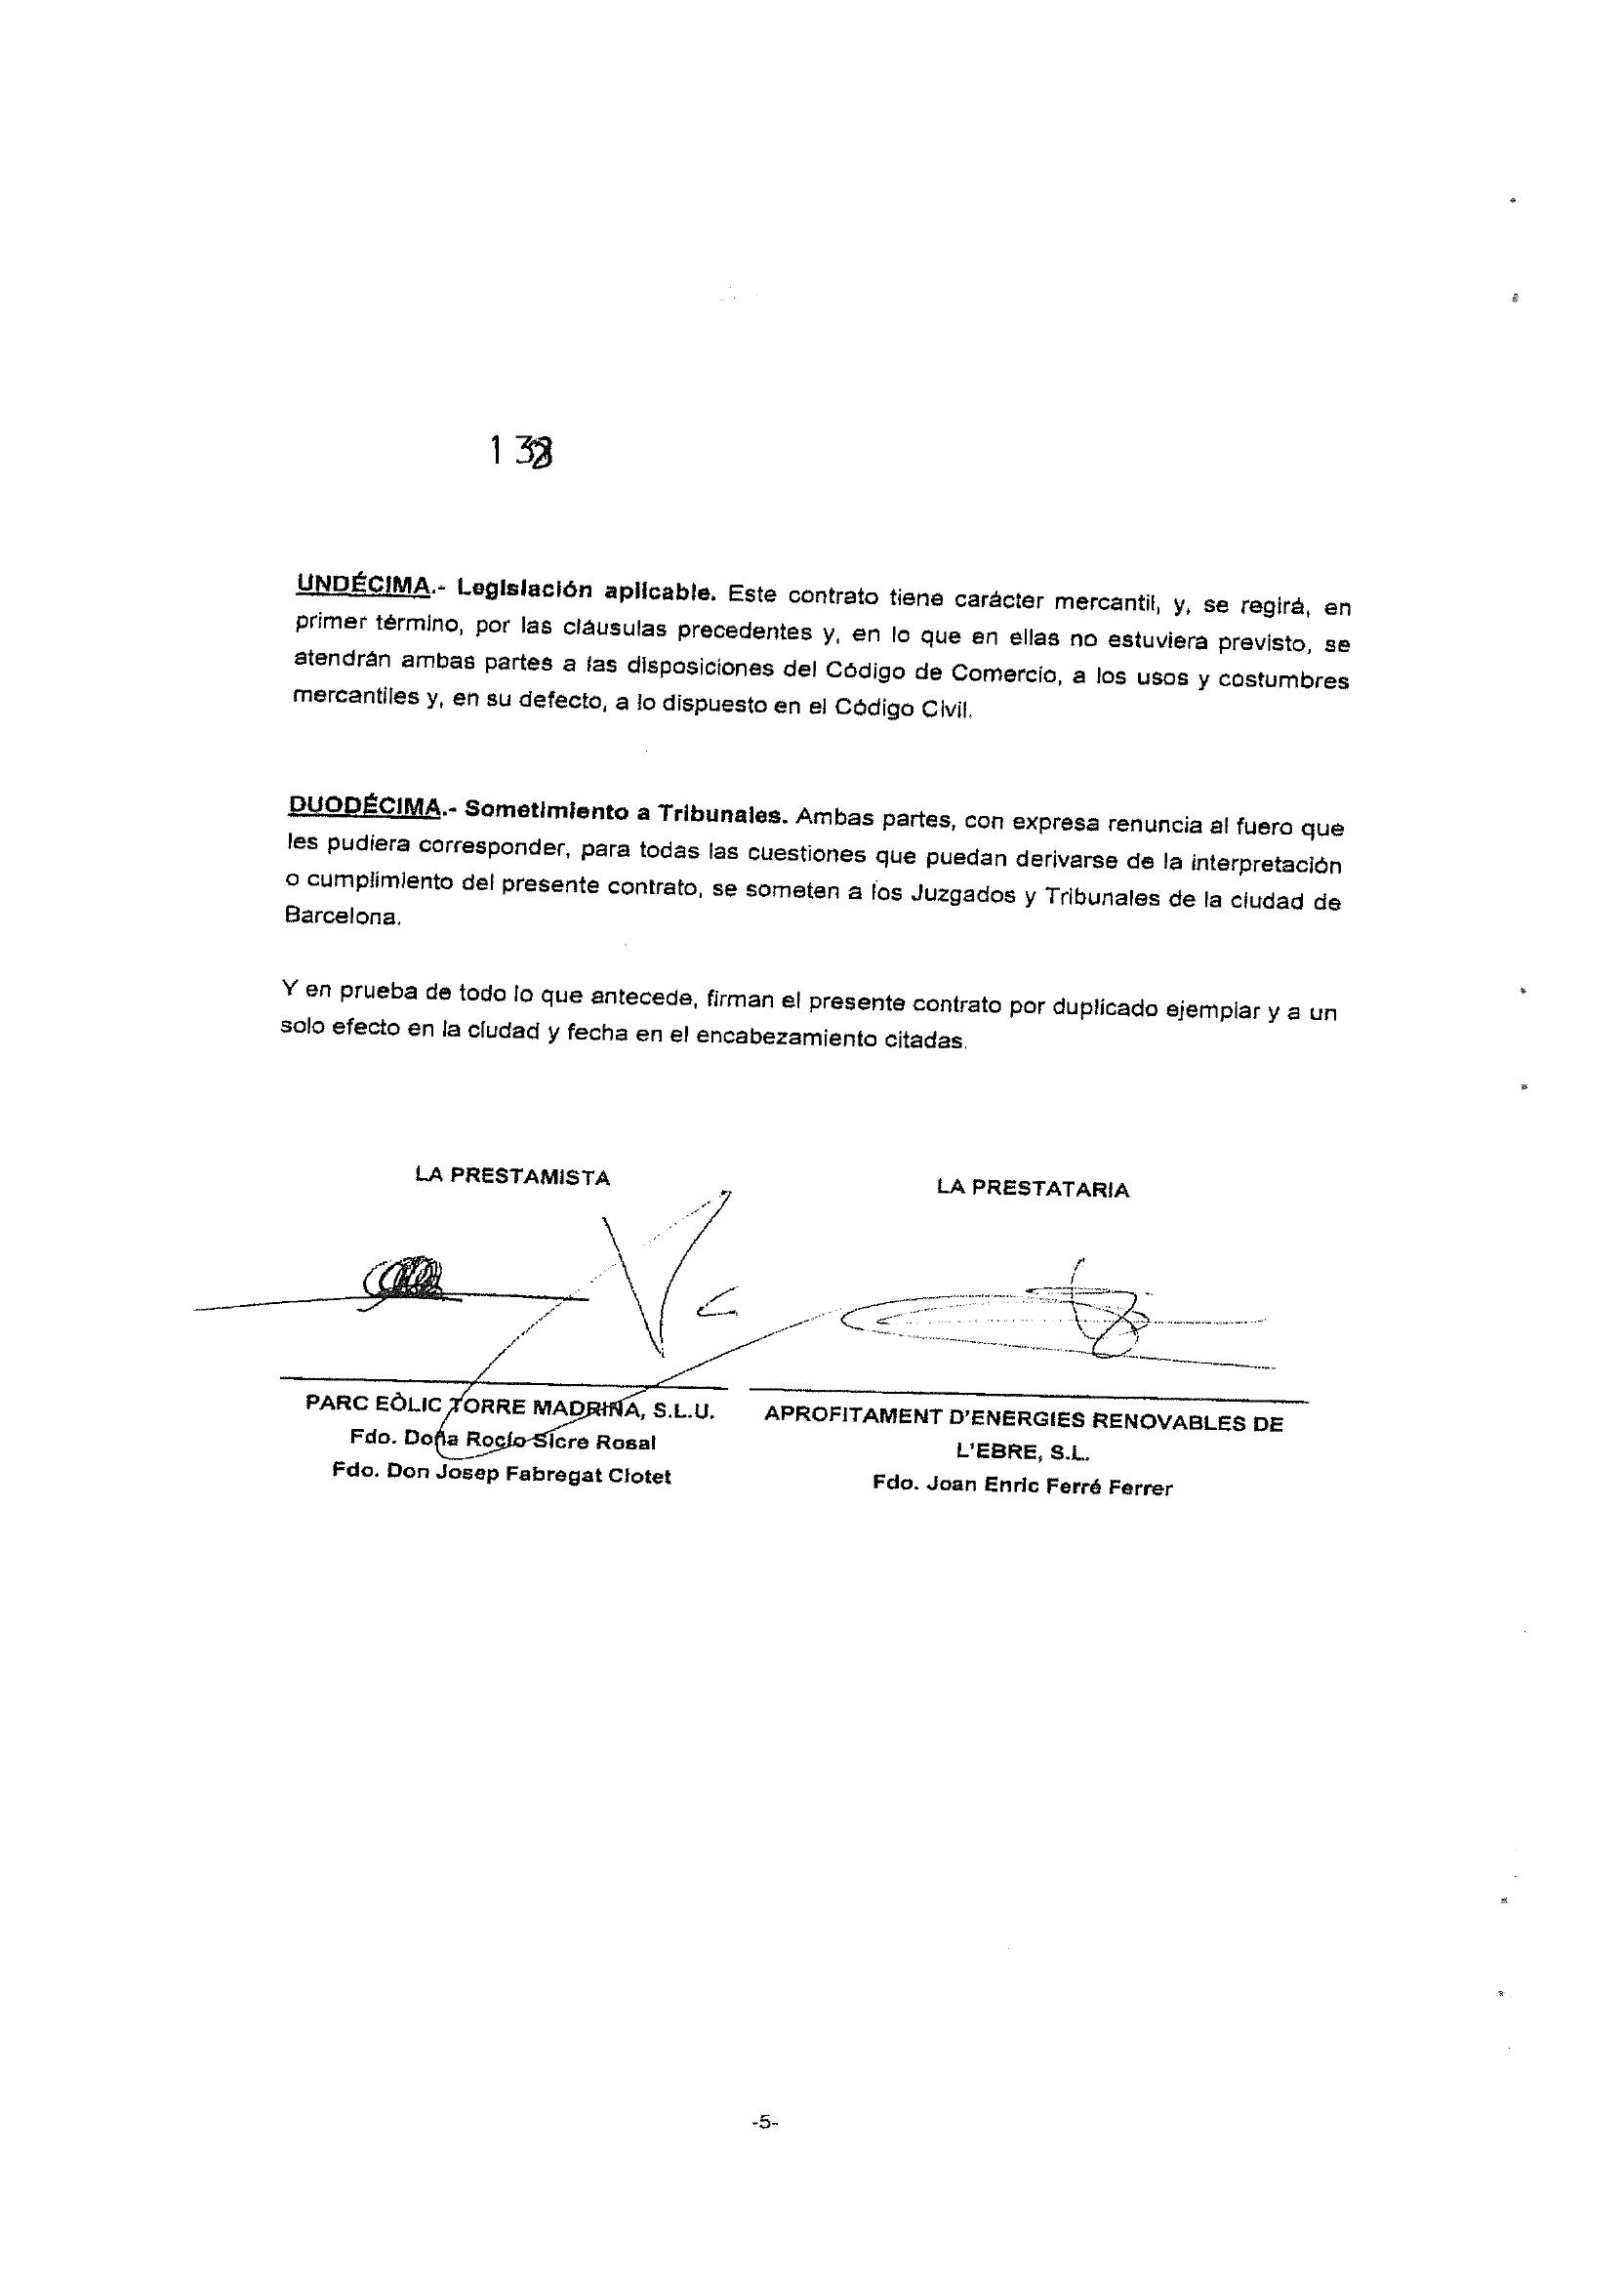 UNDÉCIMA.- Legislación aplicable. Este contrato tiene carácter mercantil, y, se regirá, en
primer término, por las cláusulas precedentes y, en lo que en ellas no estuviera previsto, se
atendrán ambas partes a las disposiciones del Código de Comercio, a los usos y costumbres
mercantiles y, en su defecto, a lo dispuesto en el Código Civil.
DUODÉCIMA.- Sometimiento a Tribunales. Ambas partes, con expresa renuncia al fuero que
les pudiera corresponder, para todas las cuestiones que puedan derivarse de la interpretación
o cumplimiento del presente contrato, se someten a los Juzgados y Tribunales de la ciudad de
Barcelona.
Y en prueba de todo lo que antecede, firman el presente contrato por duplicado ejemplar y a un
solo efecto en la ciudad y fecha en el encabezamiento citadas.
LA PRESTAMISTA
PARC EÒLIC TORRE MADRINA, S.L.U.
Fdo. Doña Rocío Sicre Rosal
Fdo. Don Josep Fabregat Clotet
LA PRESTATARIA
APROFITAMENT D'ENERGIES RENOVABLES DE
L'EBRE, S.L.
Fdo. Joan Enric Ferré Ferrer
-5-